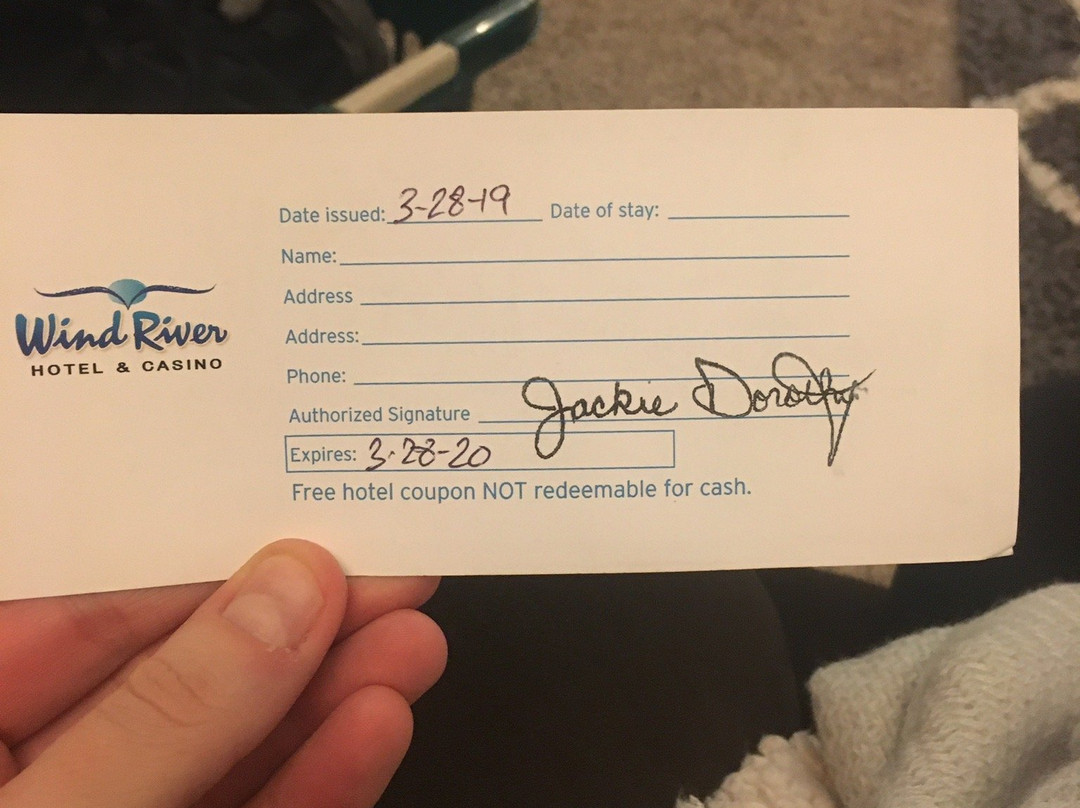 Date issued: 3-28-19 Date of stay:
Name:
Address
Address:
Wind River
HOTEL & CASINO
Phone:
Authorized Signature Jackie Dorothy
Expires: 3-28-20
Free hotel coupon NOT redeemable for cash.